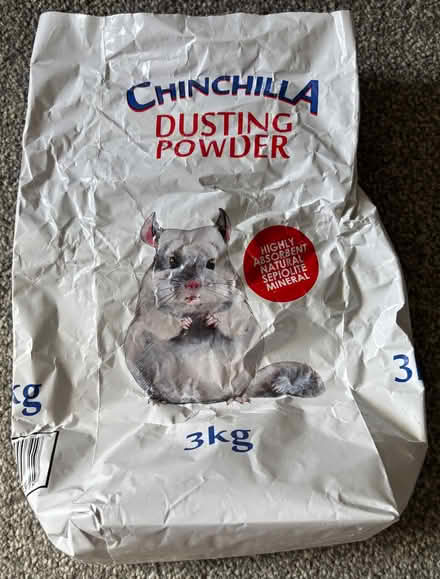 CHINCHILLA
DUSTING
POWDER
HIGHLY
ABSORBENT
NATURAL
SEPIOLITE
MINERAL
kg
3
3kg